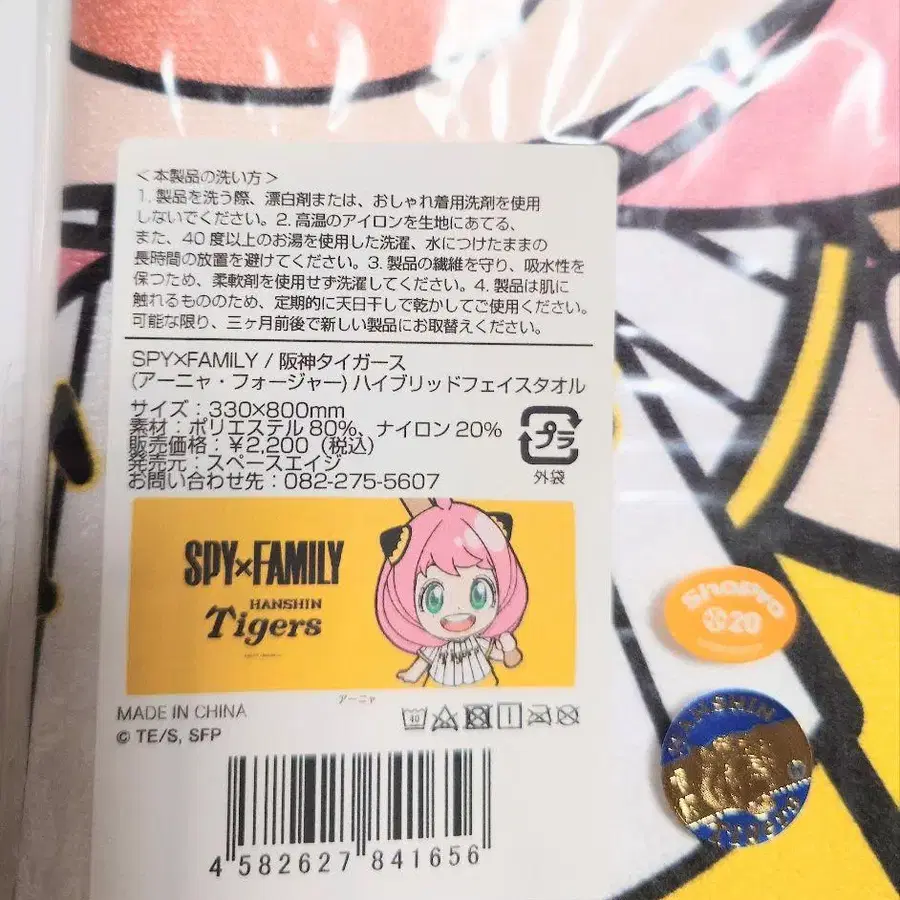 ＜本製品の洗い方＞
1. 製品を洗う際、漂白剤または、おしゃれ着用洗剤を使用
しないでください。2. 高温のアイロンを生地にあてる、
また、40度以上のお湯を使用した洗濯、水につけたままの
長時間の放置を避けてください。3. 製品の繊維を守り、吸水性を
保つため、柔軟剤を使用せず洗濯してください。4. 製品は肌に
触れるもののため、定期的に天日干しで乾かしてご使用ください。
可能な限り、三ヶ月前後で新しい製品にお取替えください。
SPY×FAMILY / 阪神タイガース
(アーニャ・フォージャー) ハイブリッドフェイスタオル
サイズ：330×800mm
素材：ポリエステル 80%、ナイロン 20%
販売価格：￥2,200（税込）
発売元：スペースエイジ
お問い合わせ先：082-275-5607
プラ
外袋
SPY×FAMILY
HANSHIN
Tigers
Tigers
アーニャ
MADE IN CHINA
40
© TE/S, SFP
4 582627 841656
Shapro
20
HANSHIN
TIGERS